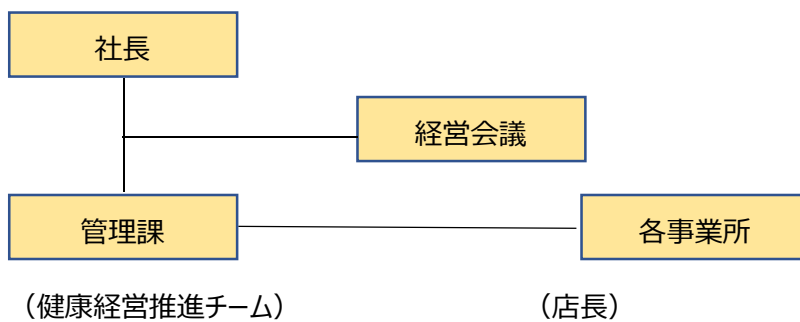 社長
経営会議
管理課
各事業所
（健康経営推進チーム）
（店長）